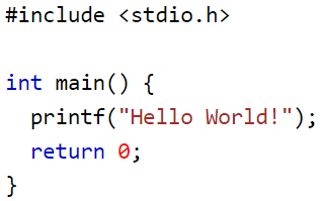 #include <stdio.h>

int main() {
  printf("Hello World!");
  return 0;
}